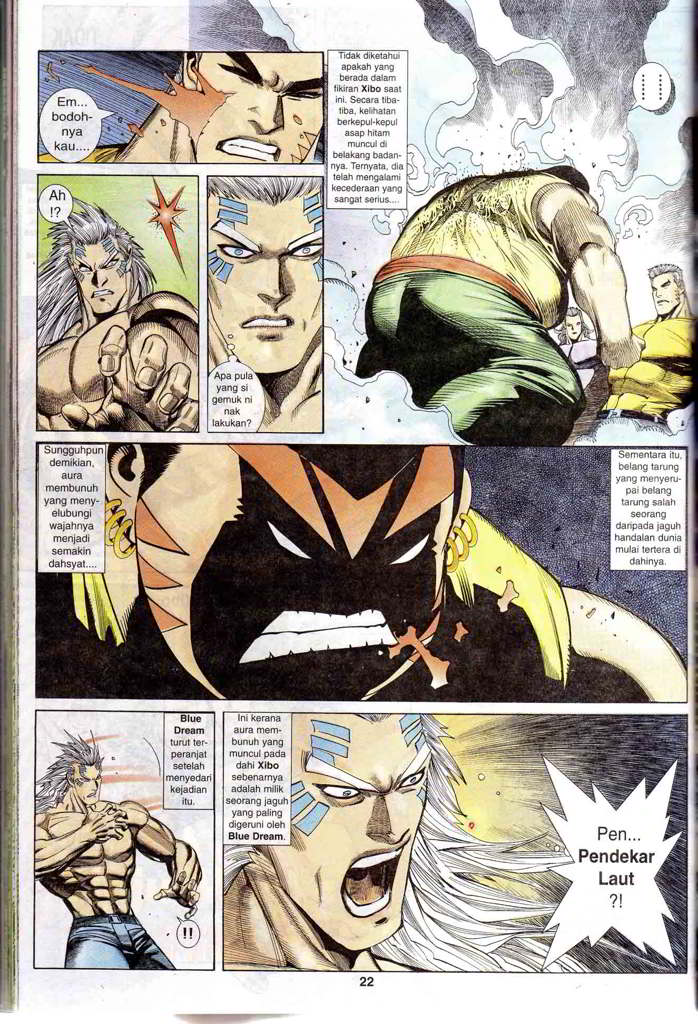 Em...
bodoh-
nya
kau....
Tidak diketahui
apakah yang
berada dalam
fikiran Xibo saat
ini. Secara tiba-
tiba, kelihatan
berkepul-kepul
asap hitam
muncul di
belakang badan-
nya. Ternyata, dia
telah mengalami
kecederaan yang
sangat serius....
Ah
!?
Apa pula
yang si
gemuk ni
nak
lakukan?
Sungguhpun
demikian,
aura
membunuh
yang meny-
elubungi
wajahnya
menjadi
semakin
dahsyat....
Sementara itu,
belang tarung
yang menyeru-
pai belang
tarung salah
seorang
daripada jaguh
handalan dunia
mulai tertera di
dahinya.
Blue
Dream
turut ter-
peranjat
setelah
menyedari
kejadian
itu.
!!
Ini kerana
aura mem-
bunuh yang
muncul pada
dahi Xibo
sebenarnya
adalah milik
seorang jaguh
yang paling
digeruni oleh
Blue Dream.
Pen...
Pendekar
Laut
?!
22